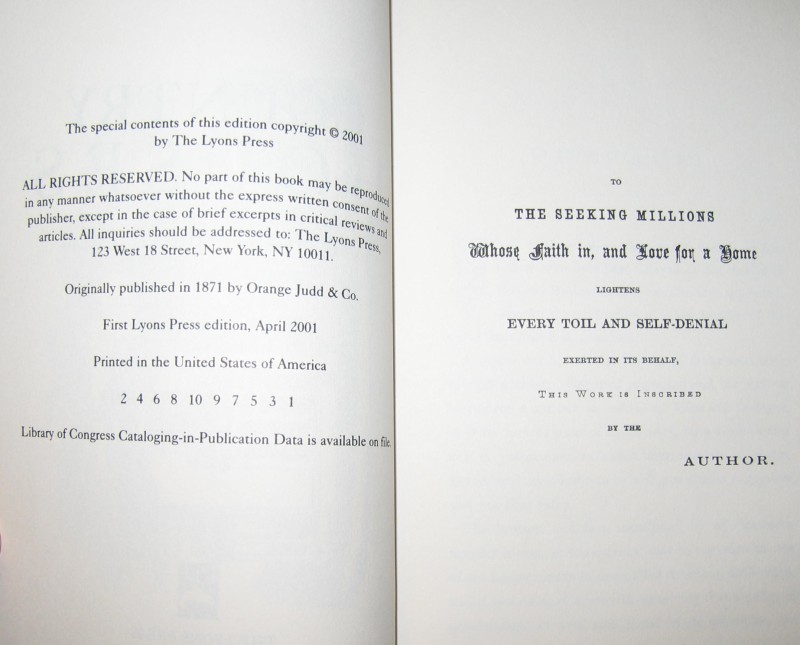 The special contents of this edition copyright © 2001
by The Lyons Press
ALL RIGHTS RESERVED. No part of this book may be reproduced
in any manner whatsoever without the express written consent of the
publisher, except in the case of brief excerpts in critical reviews and
articles. All inquiries should be addressed to: The Lyons Press,
123 West 18 Street, New York, NY 10011.
Originally published in 1871 by Orange Judd & Co.
First Lyons Press edition, April 2001
Printed in the United States of America
2 4 6 8 10 9 7 5 3 1
Library of Congress Cataloging-in-Publication Data is available on file.
TO
THE SEEKING MILLIONS
Whose Faith in, and Love for a Home
LIGHTENS
EVERY TOIL AND SELF-DENIAL
EXERTED IN ITS BEHALF,
THIS WORK IS INSCRIBED
BY THE
AUTHOR.